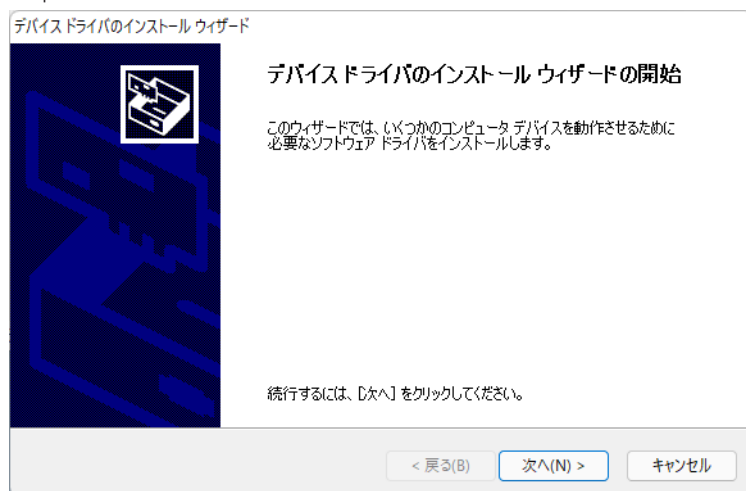 デバイス ドライバのインストール ウィザード
デバイス ドライバのインストール ウィザードの開始
このウィザードでは、いくつかのコンピュータ デバイスを動作させるために
必要なソフトウェア ドライバをインストールします。
続行するには、[次へ] をクリックしてください。
< 戻る(B)
次へ(N) >
キャンセル